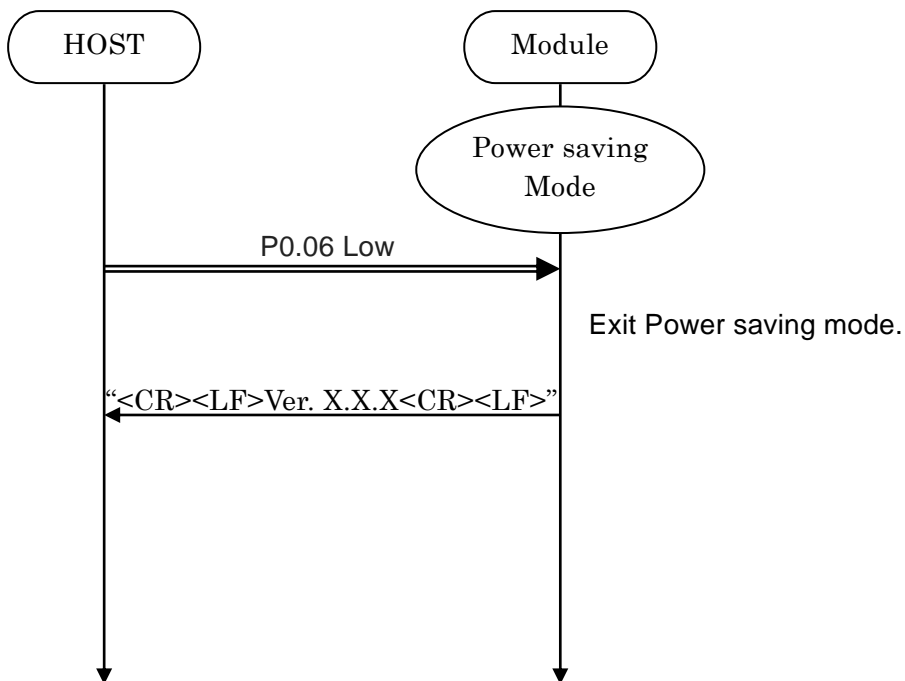 HOST
Module
Power saving
Mode
P0.06 Low
Exit Power saving mode.
“<CR><LF>Ver. X.X.X<CR><LF>”